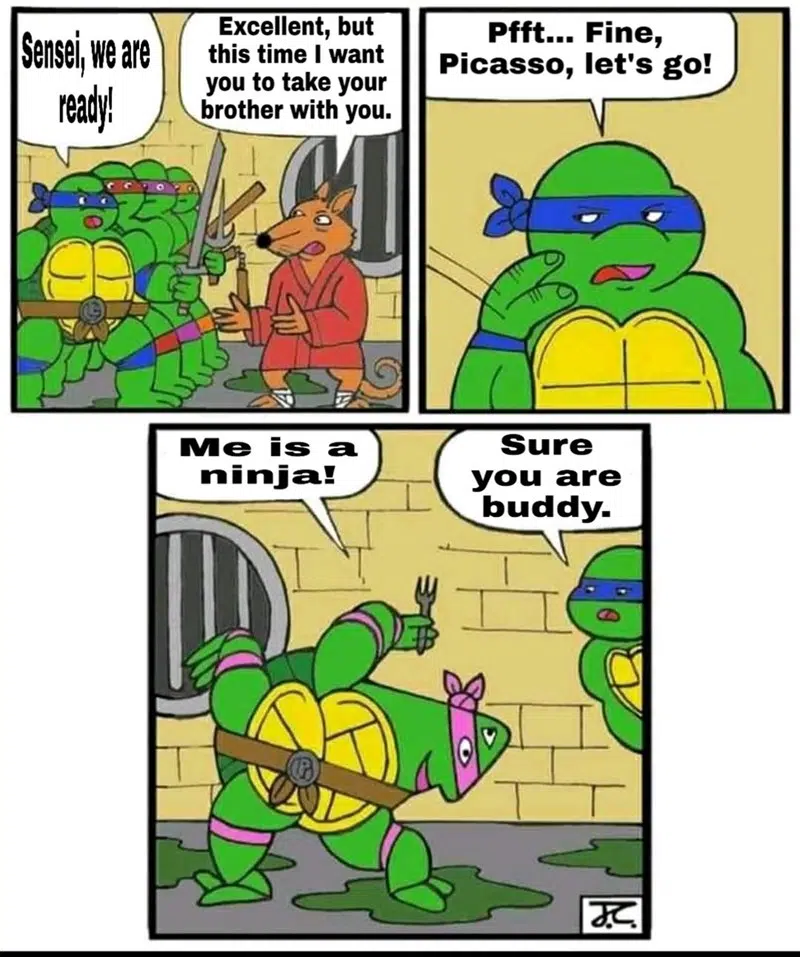 Sensei, we are
ready!
Excellent, but
this time I want
you to take your
brother with you.
Pfft... Fine,
Picasso, let's go!
Me is a
ninja!
Sure
you are
buddy.
J.C.